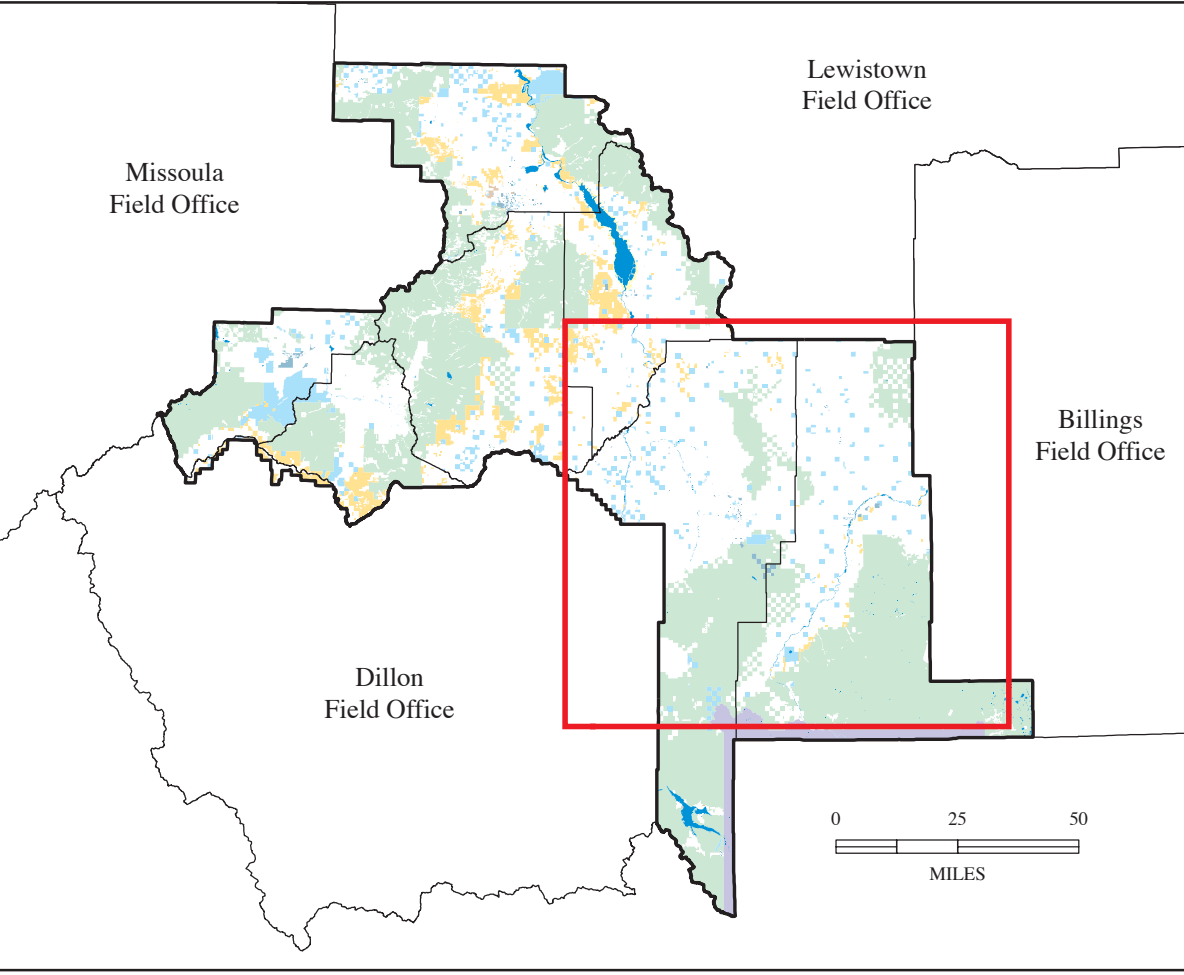 Lewistown
Field Office
Missoula
Field Office
Billings
Field Office
Dillon
Field Office
0 25 50
MILES